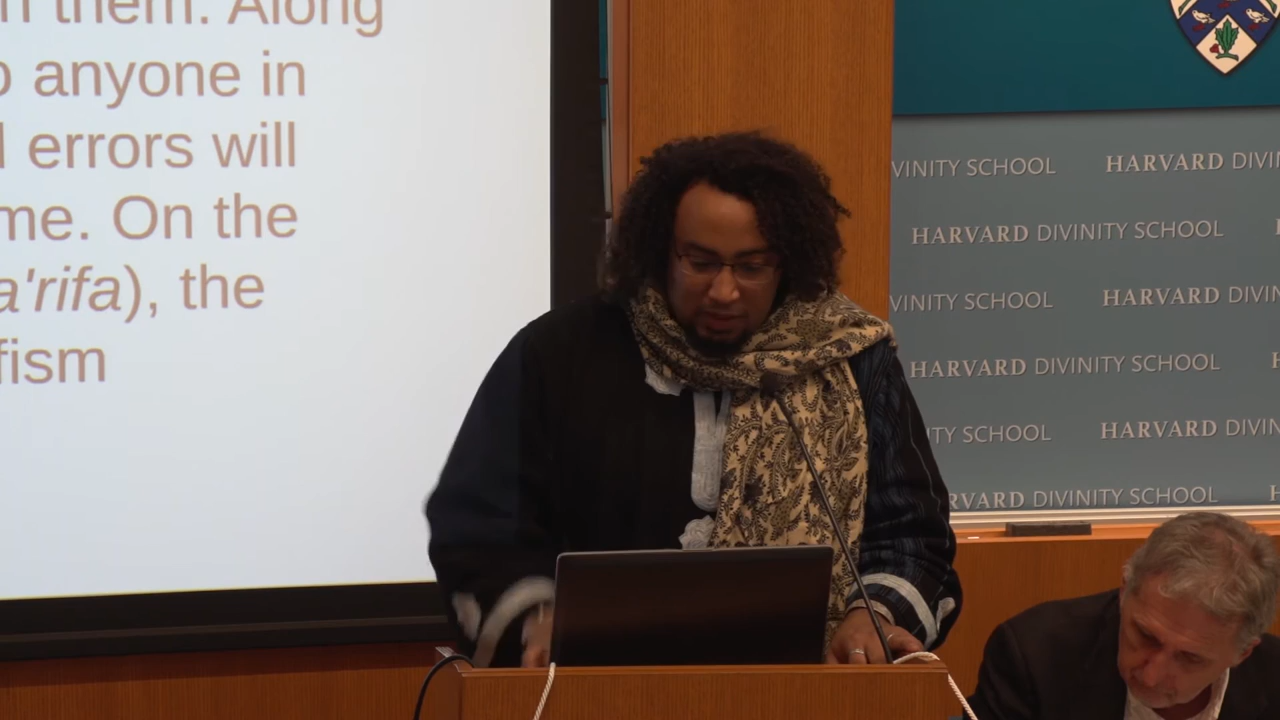 them. Along
anyone in
errors will
me. On the
a'rifa), the
fism
VINITY SCHOOL HARVARD DIVINI
HARVARD DIVINITY SCHOOL
VINITY SCHOOL HARVARD DIVIN
HARVARD DIVINITY SCHOOL
ITY SCHOOL HARVARD DIVIN
RVARD DIVINITY SCHOOL